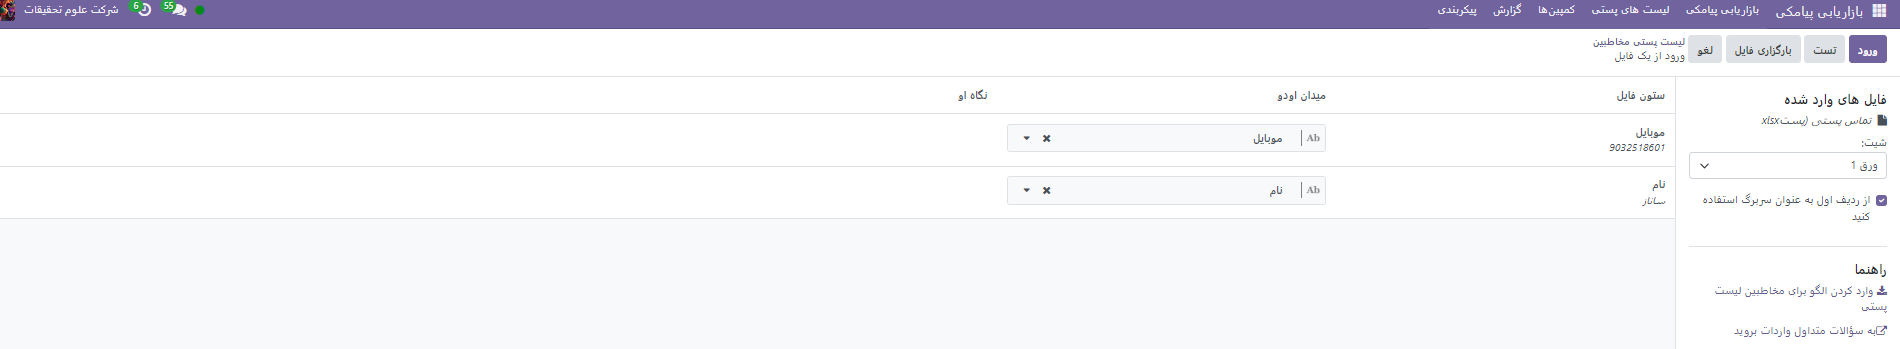 بازاریابی پیامکی
بازاریابی پیامکی
لیست های پستی
کمپین‌ها
گزارش
پیکربندی
55
6
شرکت علوم تحقیقات
ورود
تست
بارگزاری فایل
لغو
لیست پستی مخاطبین
ورود از یک فایل
فایل های وارد شده
تماس پستی (پستxlsx
شیت:
ورق 1
از ردیف اول به عنوان سربرگ استفاده
کنید
راهنما
وارد کردن الگو برای مخاطبین لیست
پستی
به سؤالات متداول واردات بروید
ستون فایل
میدان اودو
نگاه او
موبایل
9032518601
Ab
موبایل
نام
ساناز
Ab
نام